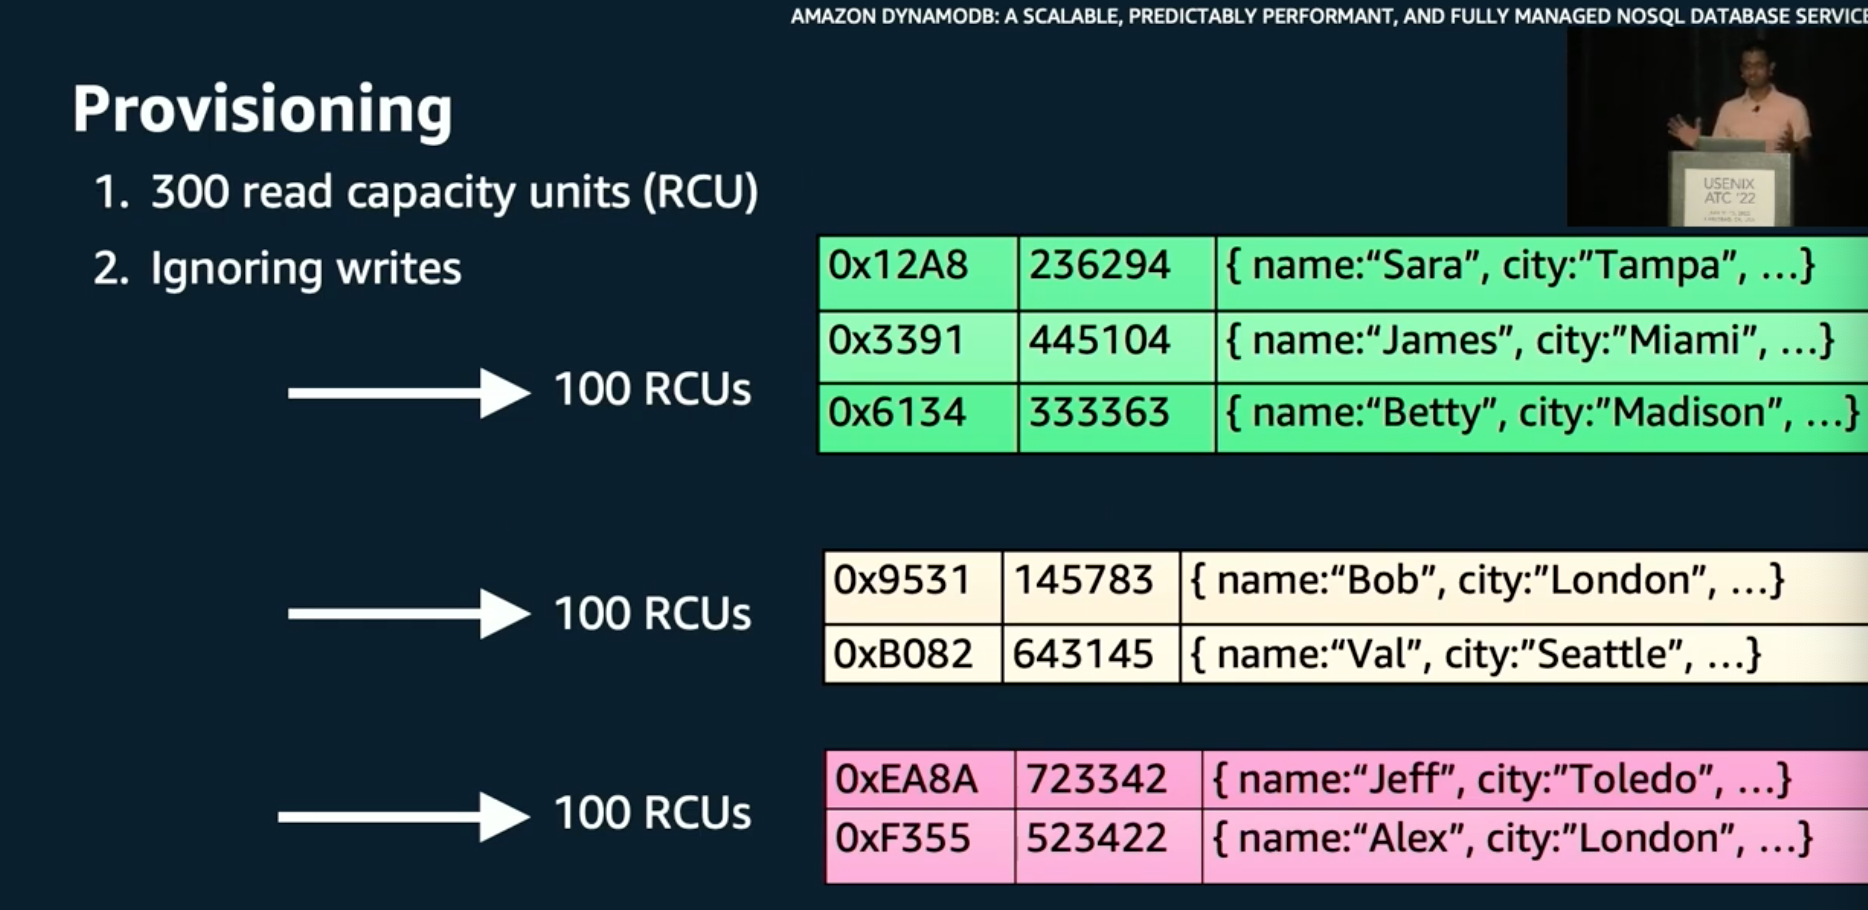 AMAZON DYNAMODB: A SCALABLE, PREDICTABLY PERFORMANT, AND FULLY MANAGED NOSQL DATABASE SERVICE
Provisioning
1. 300 read capacity units (RCU)
2. Ignoring writes
USENIX
ATC '22
100 RCUs
0x12A8 236294 { name:“Sara”, city:”Tampa”, ...}
0x3391 445104 { name:“James”, city:”Miami”, ...}
0x6134 333363 { name:“Betty”, city:”Madison”, ...}
100 RCUs
0x9531 145783 { name:“Bob”, city:”London”, ...}
0xB082 643145 { name:“Val”, city:”Seattle”, ...}
100 RCUs
0xEA8A 723342 { name:“Jeff”, city:”Toledo”, ...}
0xF355 523422 { name:“Alex”, city:”London”, ...}